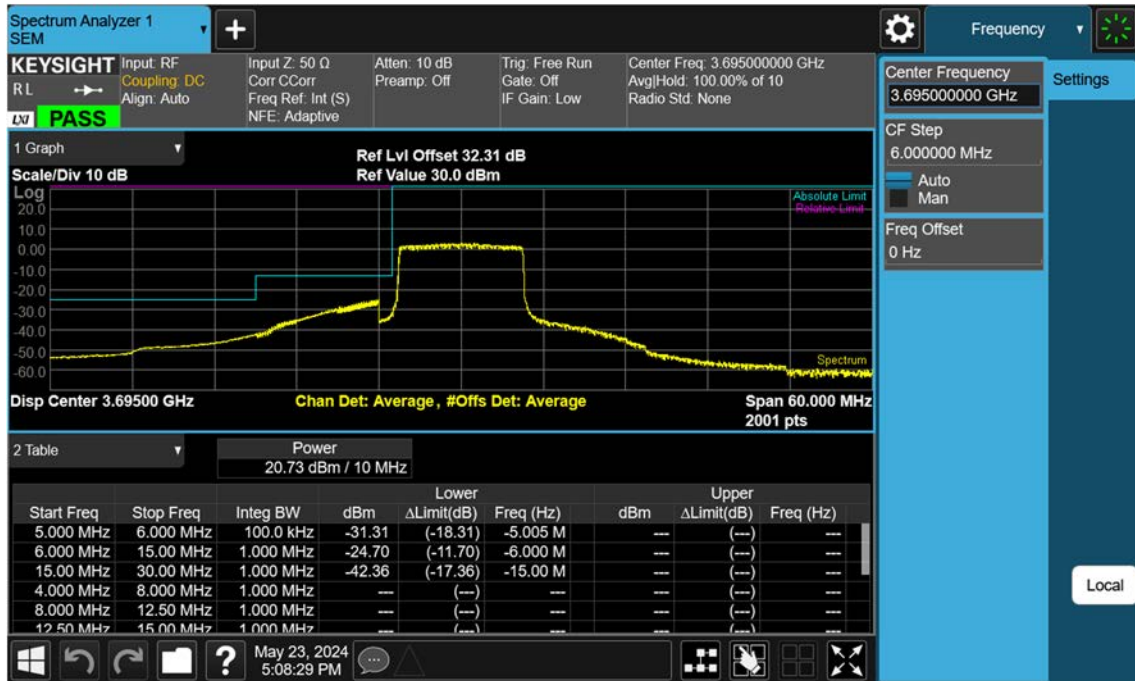 Spectrum Analyzer 1
SEM
Frequency
KEYSIGHT
Input: RF
Input Z: 50 Ω
Atten: 10 dB
Trig: Free Run
Center Freq: 3.695000000 GHz
R L
Coupling: DC
Corr CCorr
Preamp: Off
Gate: Off
Avg|Hold: 100.00% of 10
Align: Auto
Freq Ref: Int (S)
IF Gain: Low
Radio Std: None
LXI PASS
NFE: Adaptive
Center Frequency
3.695000000 GHz
Settings
CF Step
6.000000 MHz
Auto
Man
Freq Offset
0 Hz
Local
1 Graph
Ref Lvl Offset 32.31 dB
Scale/Div 10 dB
Ref Value 30.0 dBm
Log
Absolute Limit
Relative Limit
20.0
10.0
0.00
-10.0
-20.0
-30.0
-40.0
-50.0
-60.0
Spectrum
Disp Center 3.69500 GHz
Chan Det: Average, #Offs Det: Average
Span 60.000 MHz
2001 pts
2 Table
Power
20.73 dBm / 10 MHz
Lower Upper
Start Freq Stop Freq Integ BW dBm ΔLimit(dB) Freq (Hz) dBm ΔLimit(dB) Freq (Hz)
5.000 MHz 6.000 MHz 100.0 kHz -31.31 (-18.31) -5.005 M --- (---) ---
6.000 MHz 15.00 MHz 1.000 MHz -24.70 (-11.70) -6.000 M --- (---) ---
15.00 MHz 30.00 MHz 1.000 MHz -42.36 (-17.36) -15.00 M --- (---) ---
4.000 MHz 8.000 MHz 1.000 MHz --- (---) --- --- (---) ---
8.000 MHz 12.50 MHz 1.000 MHz --- (---) --- --- (---) ---
12.50 MHz 15.00 MHz 1.000 MHz --- (---) --- --- (---) ---
?
May 23, 2024
5:08:29 PM